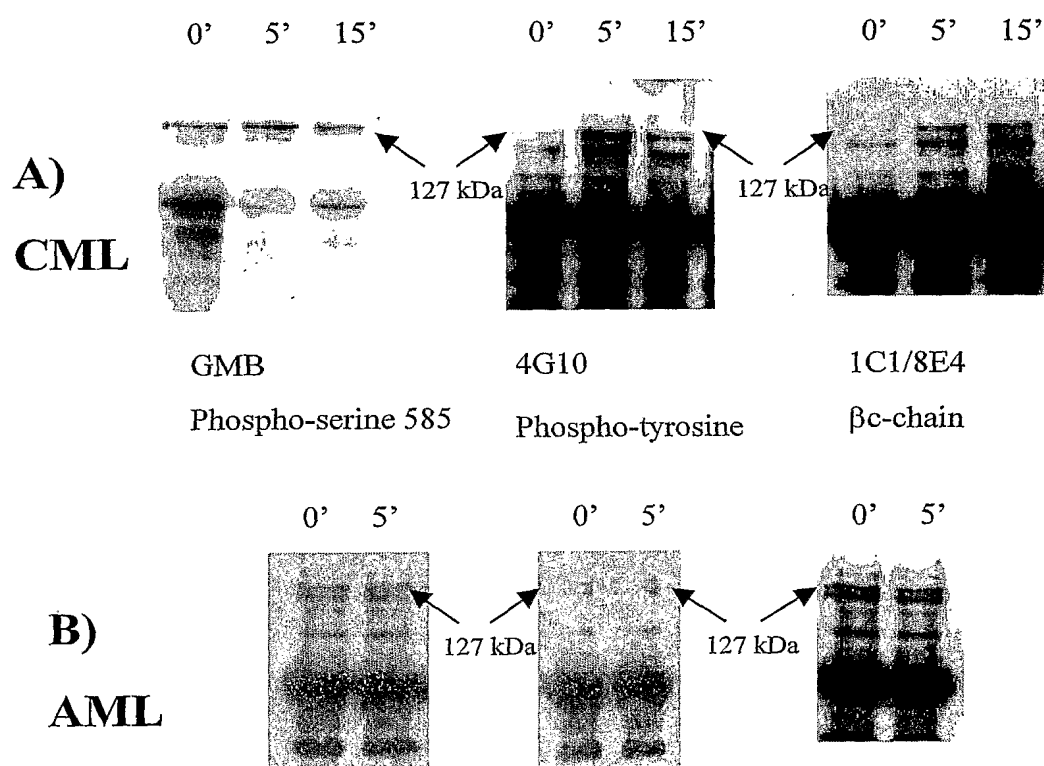 0’ 5’ 15’ 0’ 5’ 15’ 0’ 5’ 15’
A)
CML
127 kDa 127 kDa
GMB 4G10 1C1/8E4
Phospho-serine 585 Phospho-tyrosine βc-chain
0’ 5’ 0’ 5’ 0’ 5’
B)
AML
127 kDa 127 kDa